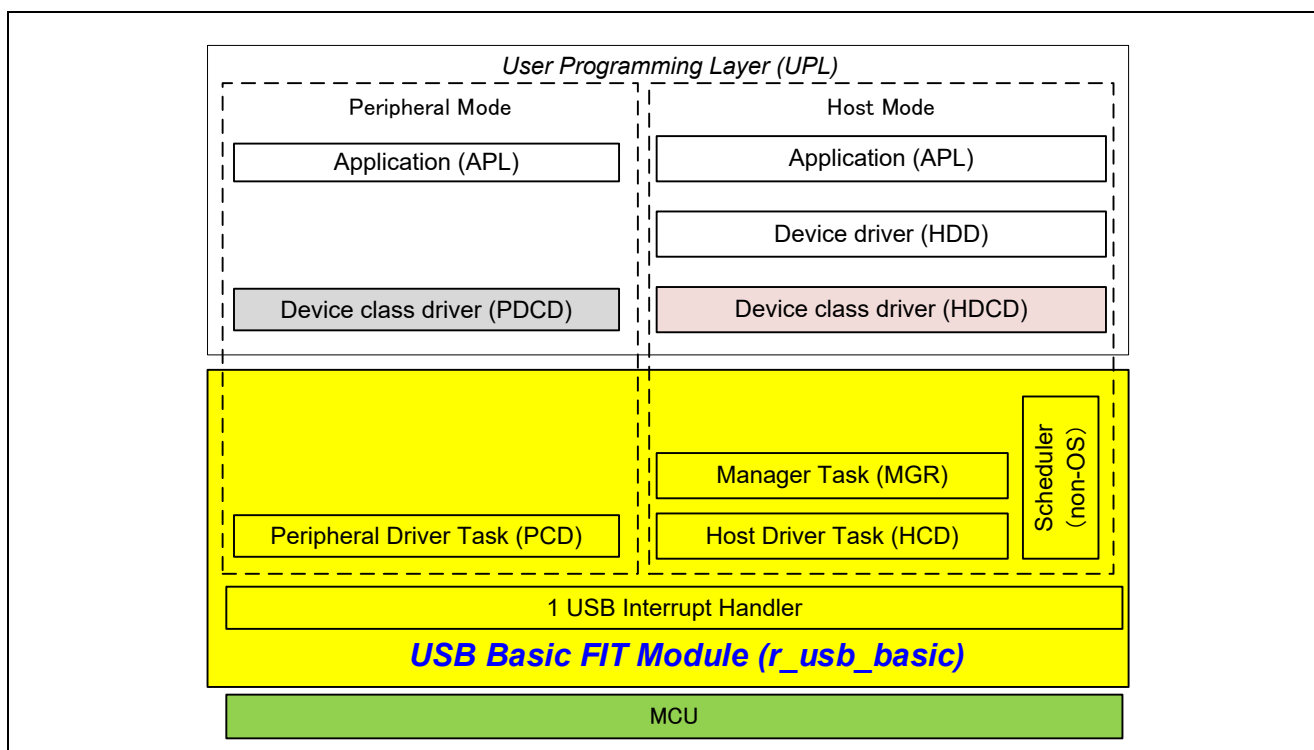 User Programming Layer (UPL)
Peripheral Mode
Host Mode
Application (APL)
Application (APL)
Device driver (HDD)
Device class driver (PDCD)
Device class driver (HDCD)
Manager Task (MGR)
Scheduler
(non-OS)
Peripheral Driver Task (PCD)
Host Driver Task (HCD)
1 USB Interrupt Handler
USB Basic FIT Module (r_usb_basic)
MCU